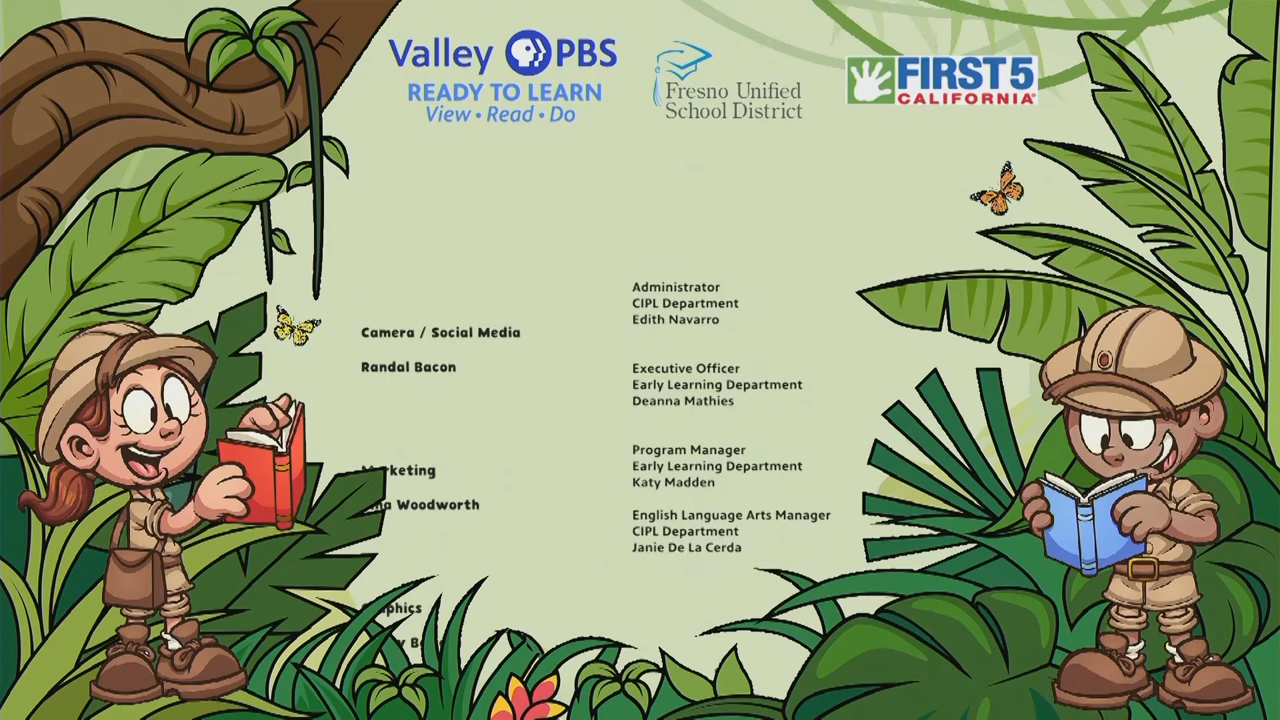 Valley PBS
READY TO LEARN
View • Read • Do
Fresno Unified
School District
FIRST 5
CALIFORNIA
Camera / Social Media
Randal Bacon
Marketing
Woodworth
Administrator
CIPL Department
Edith Navarro
Executive Officer
Early Learning Department
Deanna Mathies
Program Manager
Early Learning Department
Katy Madden
English Language Arts Manager
CIPL Department
Janie De La Cerda